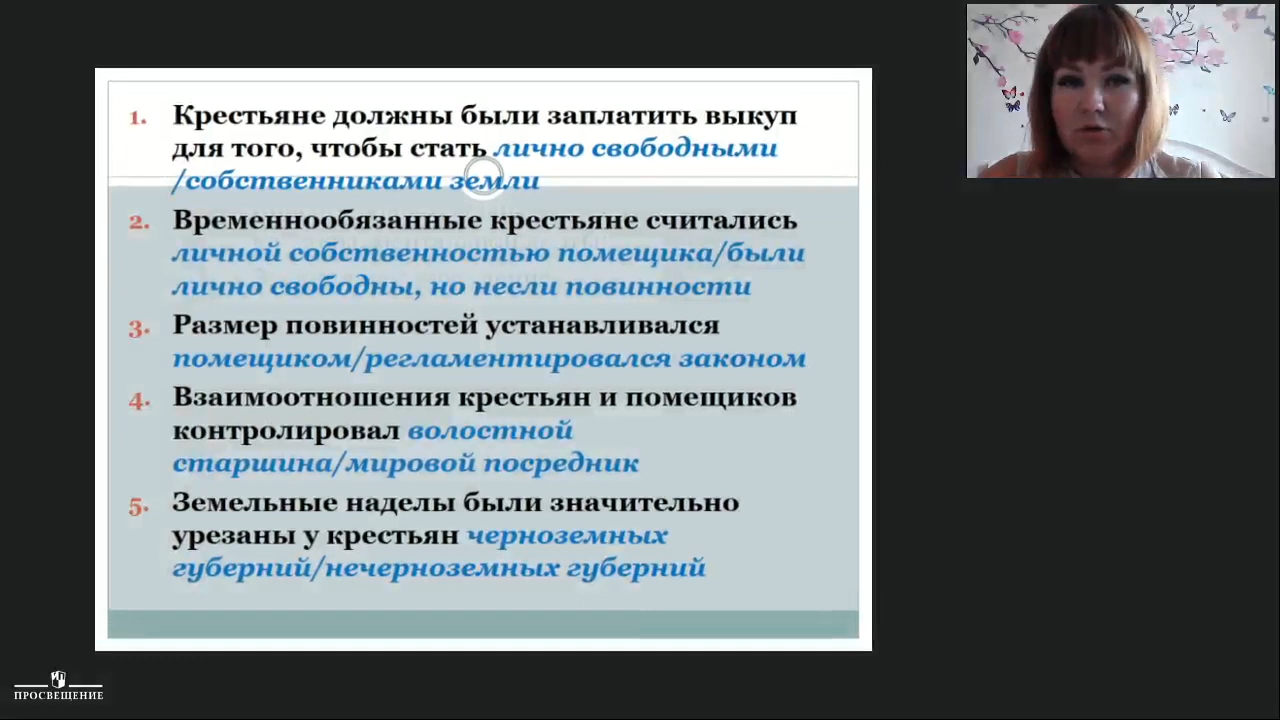 1. Крестьяне должны были заплатить выкуп
для того, чтобы стать лично свободными
/собственниками земли
2. Временнообязанные крестьяне считались
личной собственностью помещика/были
лично свободны, но несли повинности
3. Размер повинностей устанавливался
помещиком/регламентировался законом
4. Взаимоотношения крестьян и помещиков
контролировал волостной
старшина/мировой посредник
5. Земельные наделы были значительно
урезаны у крестьян черноземных
губерний/нечерноземных губерний
ПРОСВЕЩЕНИЕ